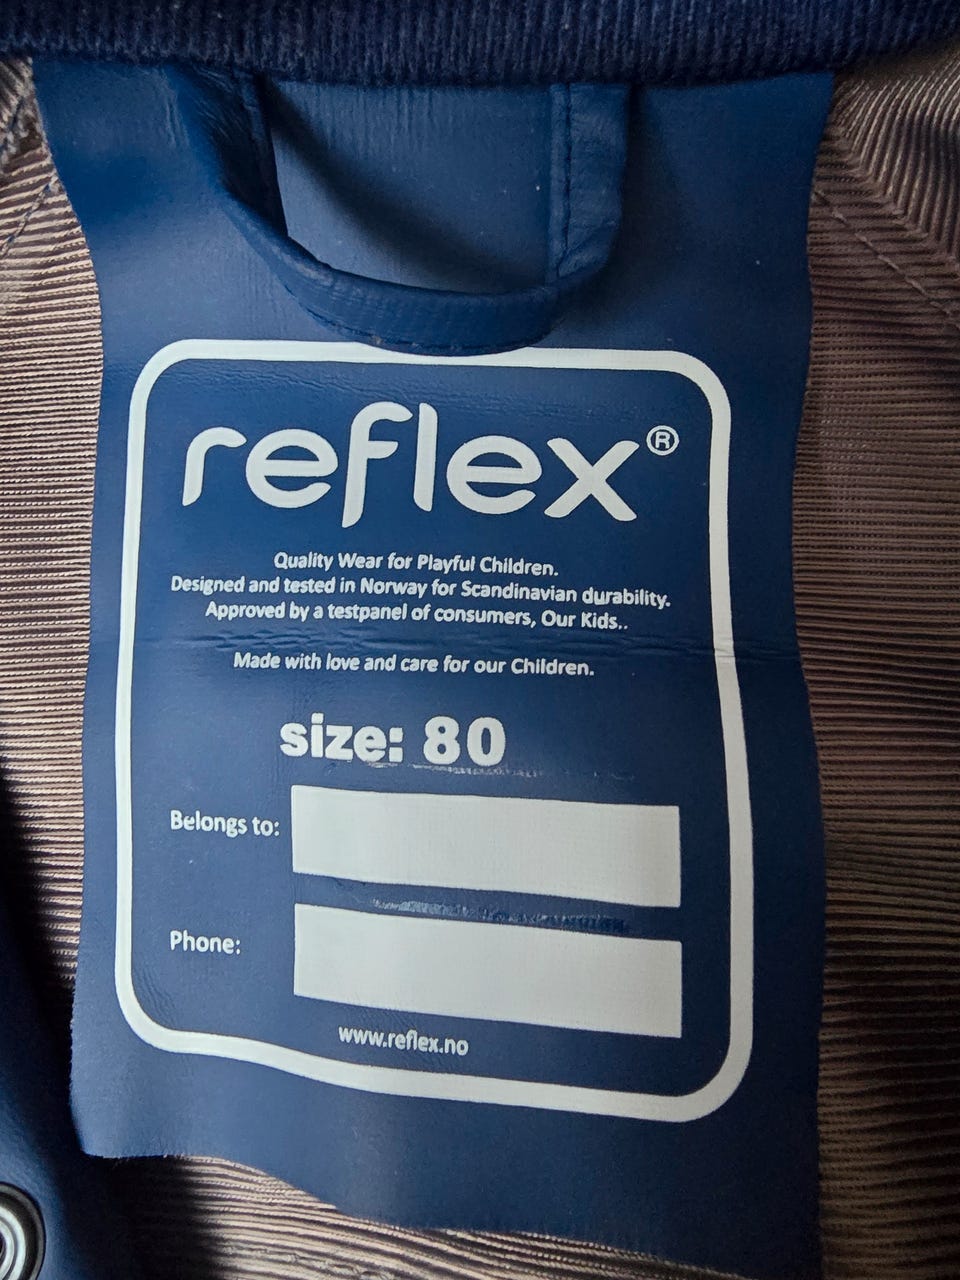 reflex®
Quality Wear for Playful Children.
Designed and tested in Norway for Scandinavian durability.
Approved by a testpanel of consumers, Our Kids..
Made with love and care for our Children.
size: 80
Belongs to:
Phone:
www.reflex.no